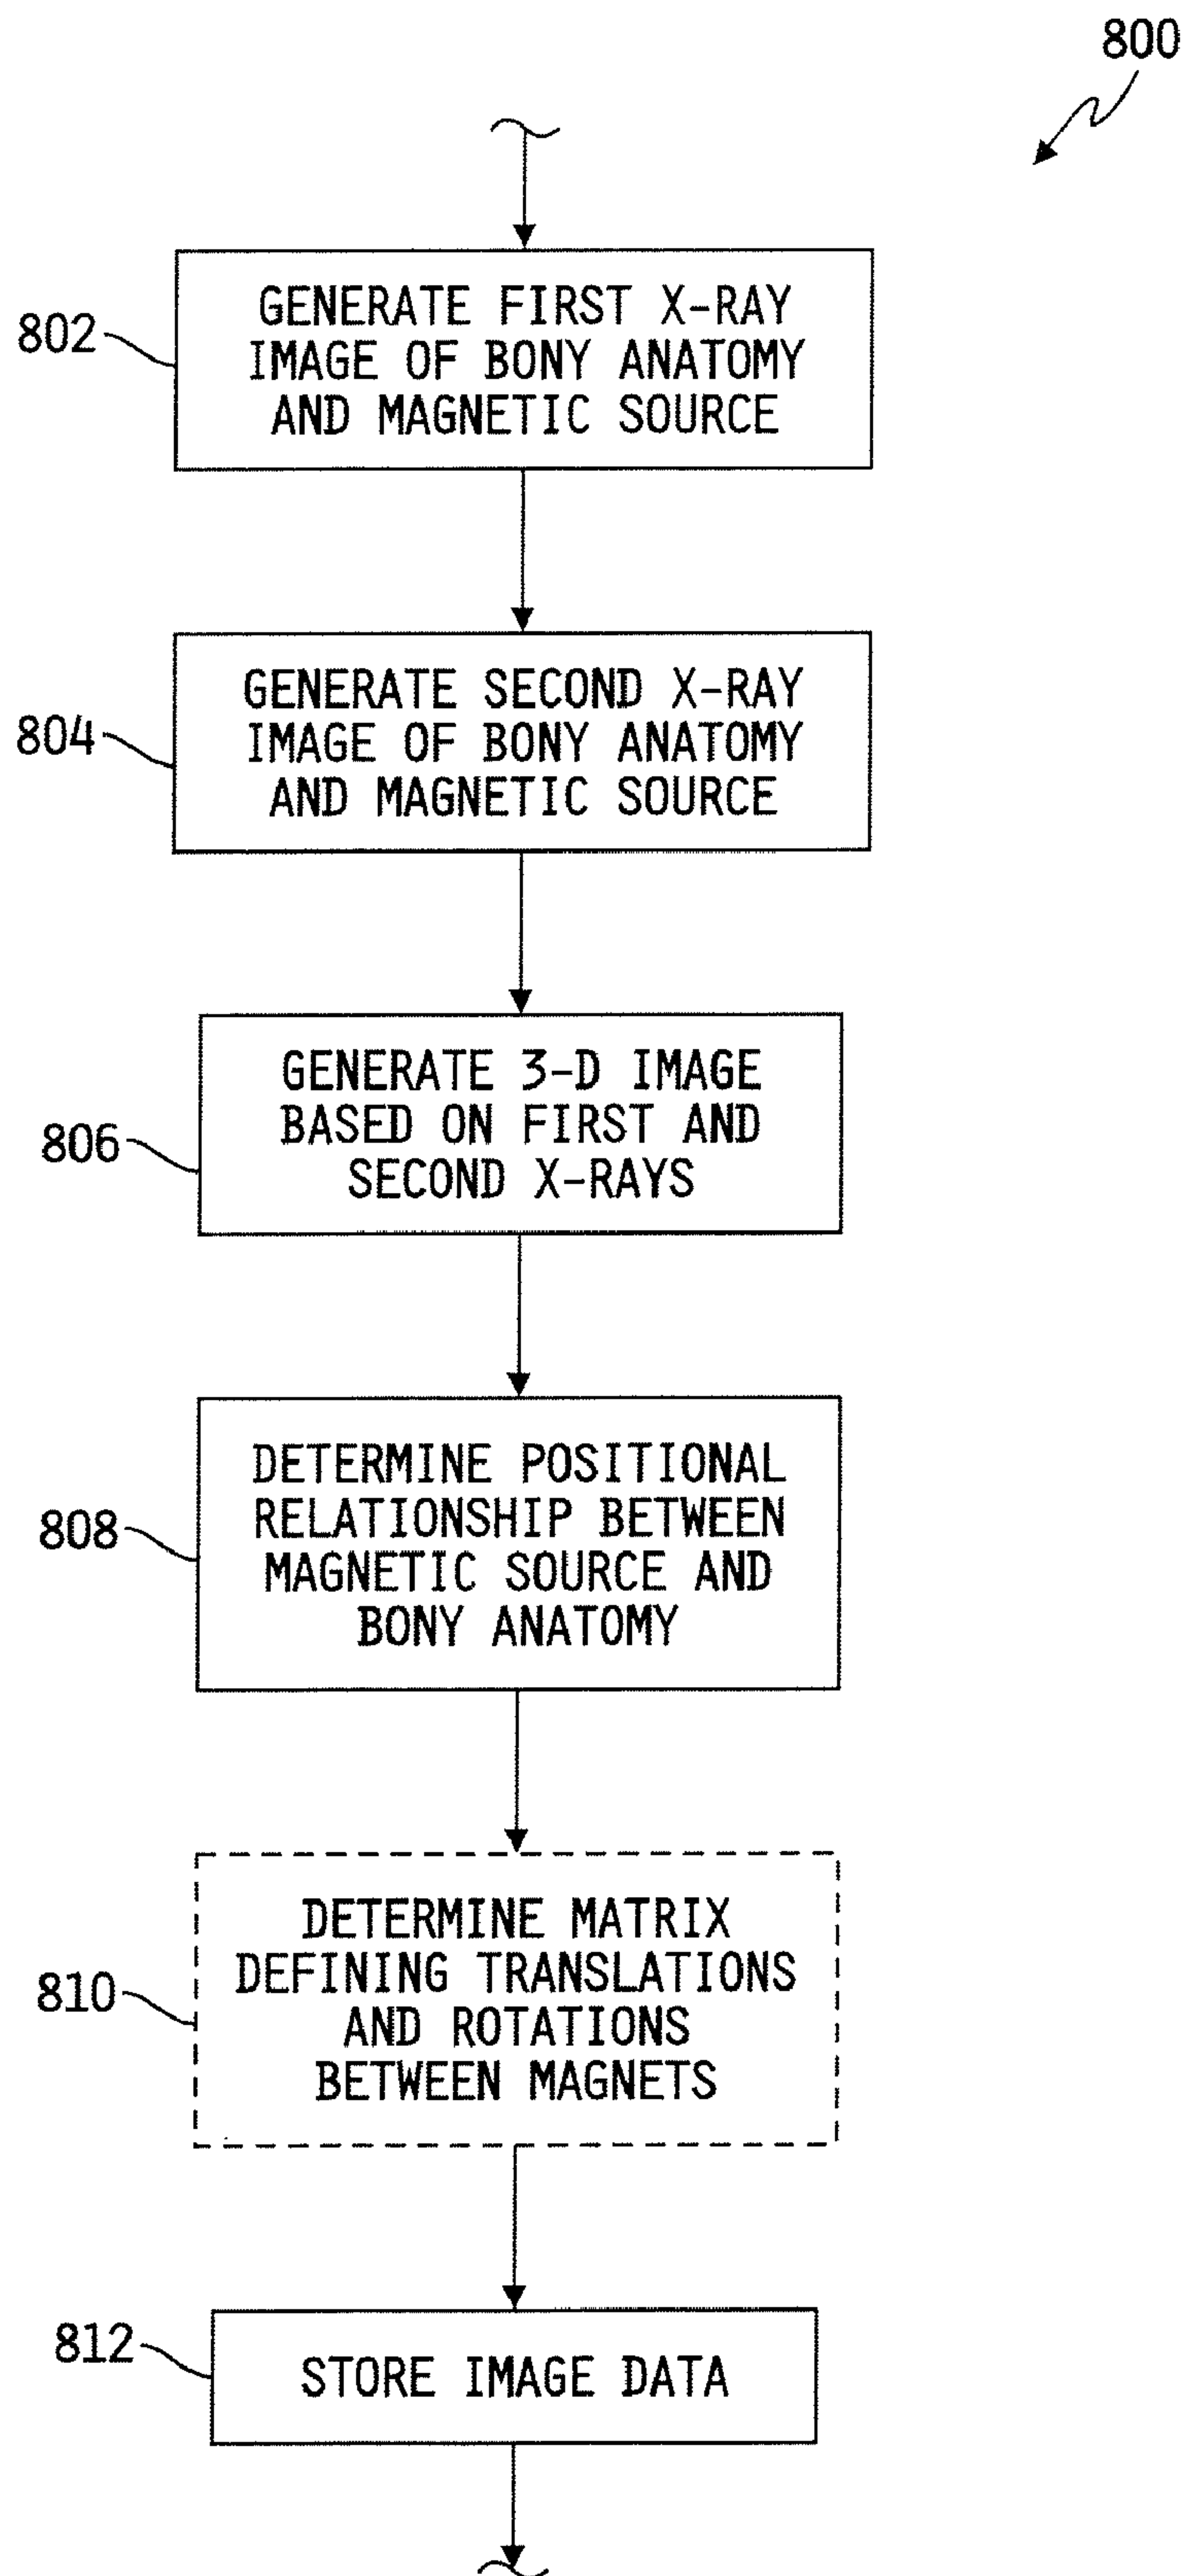 800
802
GENERATE FIRST X-RAY
IMAGE OF BONY ANATOMY
AND MAGNETIC SOURCE
804
GENERATE SECOND X-RAY
IMAGE OF BONY ANATOMY
AND MAGNETIC SOURCE
806
GENERATE 3-D IMAGE
BASED ON FIRST AND
SECOND X-RAYS
808
DETERMINE POSITIONAL
RELATIONSHIP BETWEEN
MAGNETIC SOURCE AND
BONY ANATOMY
810
DETERMINE MATRIX
DEFINING TRANSLATIONS
AND ROTATIONS
BETWEEN MAGNETS
812
STORE IMAGE DATA